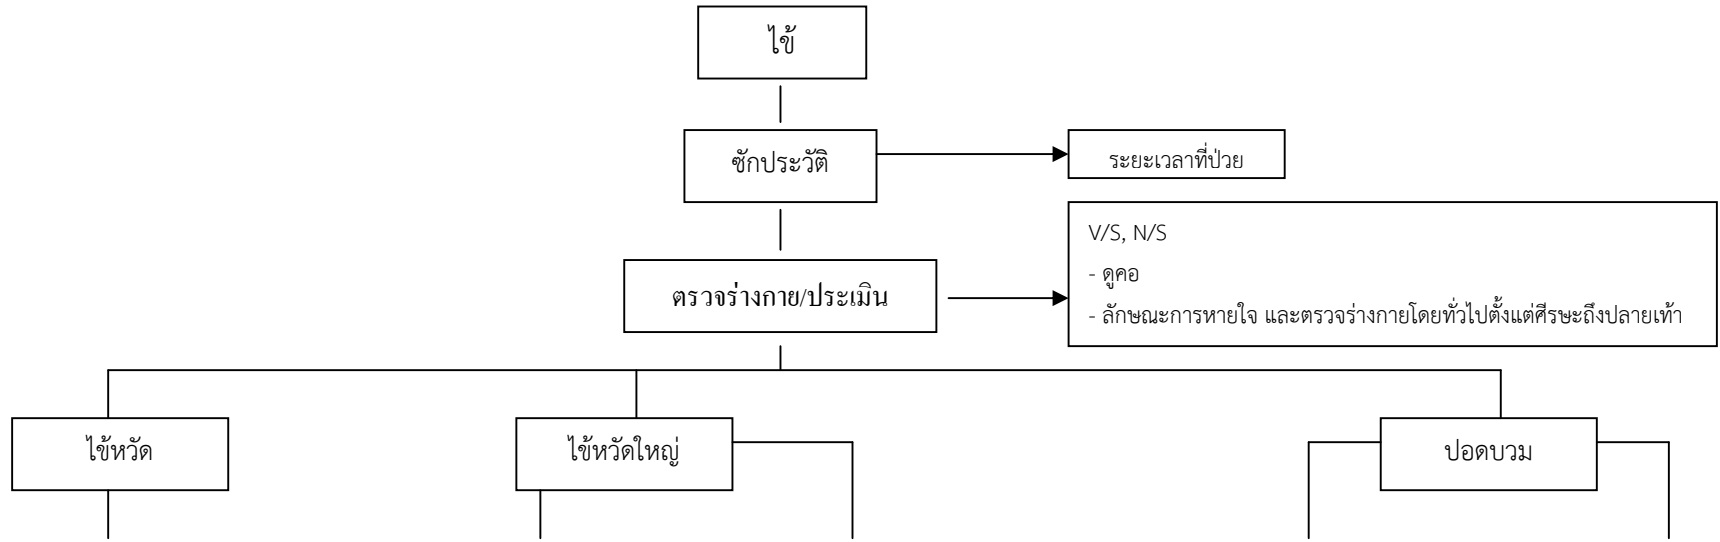 ไข้
ซักประวัติ
ระยะเวลาที่ป่วย
ตรวจร่างกาย/ประเมิน
V/S, N/S
- ดูคอ
- ลักษณะการหายใจ และตรวจร่างกายโดยทั่วไปตั้งแต่ศีรษะถึงปลายเท้า
ไข้หวัด
ไข้หวัดใหญ่
ปอดบวม